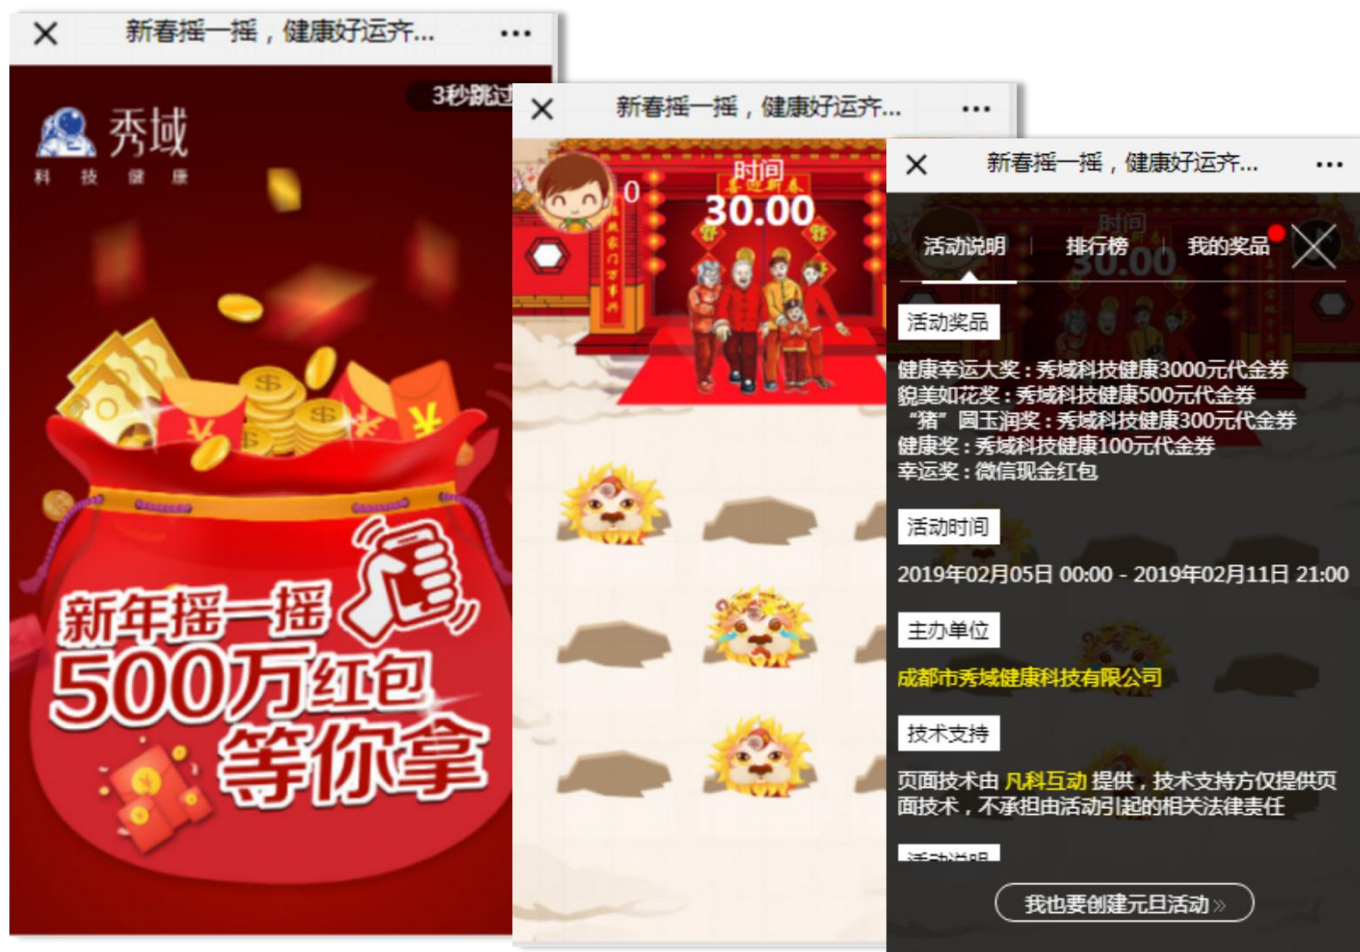 新春摇一摇，健康好运齐...
3秒跳过
秀域
科技健康
新年摇一摇
500万红包
等你拿
新春摇一摇，健康好运齐...
0
时间
喜迎新春
30.00
新春摇一摇，健康好运齐...
时间
30.00
活动说明
排行榜
我的奖品
活动奖品
健康幸运大奖：秀域科技健康3000元代金券
貌美如花奖：秀域科技健康500元代金券
“猪”圆玉润奖：秀域科技健康300元代金券
健康奖：秀域科技健康100元代金券
幸运奖：微信现金红包
活动时间
2019年02月05日 00:00 - 2019年02月11日 21:00
主办单位
成都市秀域健康科技有限公司
技术支持
页面技术由 凡科互动 提供，技术支持方仅提供页
面技术，不承担由活动引起的相关法律责任
活动说明
我也要创建元旦活动»